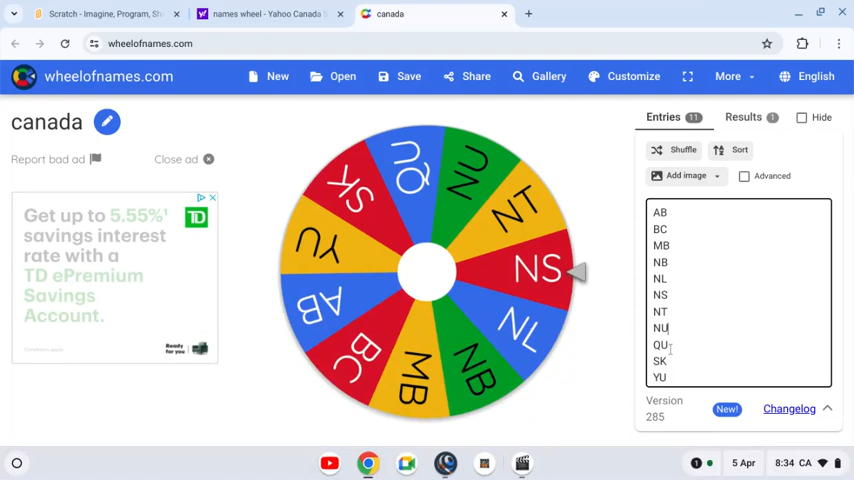 Scratch - Imagine, Program, Sh
names wheel - Yahoo Canada S
canada
wheelofnames.com
wheelofnames.com
New
Open
Save
Share
Gallery
Customize
More
English
canada
Report bad ad
Close ad
Get up to 5.55%¹
savings interest
rate with a
TD ePremium
Savings
Account.
TD
Ready
for you
NS
NL
NB
MB
BC
AB
YU
SK
QU
NU
NT
Entries 11
Results 1
Hide
Shuffle
Sort
Add image
Advanced
AB
BC
MB
NB
NL
NS
NT
NU
QU
SK
YU
Version
285
New!
Changelog
1
5 Apr
8:34 CA